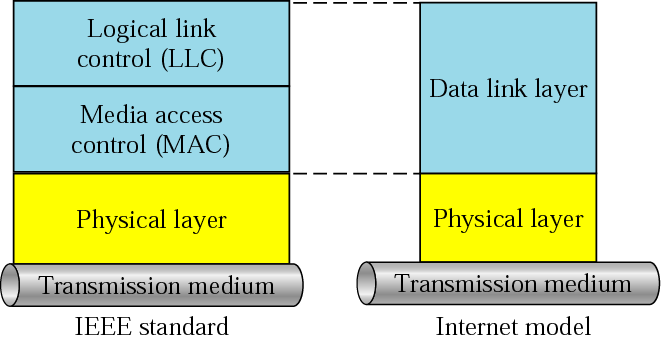 Logical link
control (LLC)
Media access
control (MAC)
Physical layer
Transmission medium
IEEE standard
Data link layer
Physical layer
Transmission medium
Internet model